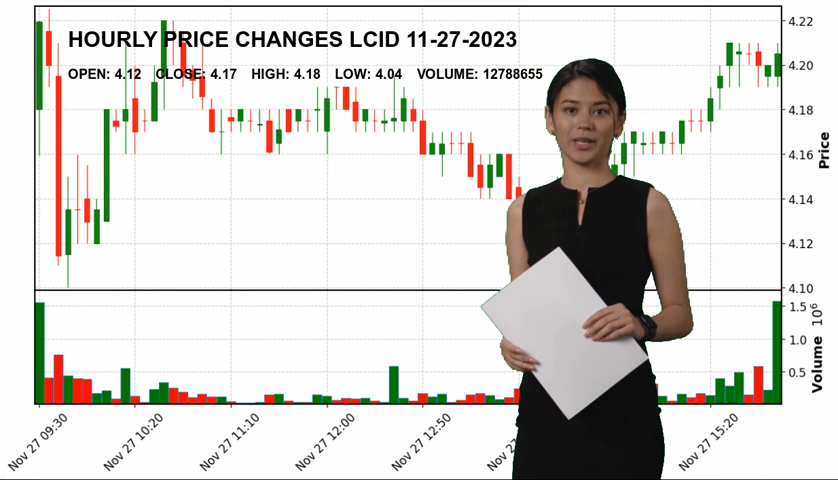 HOURLY PRICE CHANGES LCID 11-27-2023
OPEN: 4.12 CLOSE: 4.17 HIGH: 4.18 LOW: 4.04 VOLUME: 12788655
4.22
4.20
4.18
4.16
4.14
4.12
4.10
Price
1.5
1.0
0.5
Volume 10⁶
Nov 27 09:30
Nov 27 10:20
Nov 27 11:10
Nov 27 12:00
Nov 27 12:50
Nov 27
Nov 27 15:20